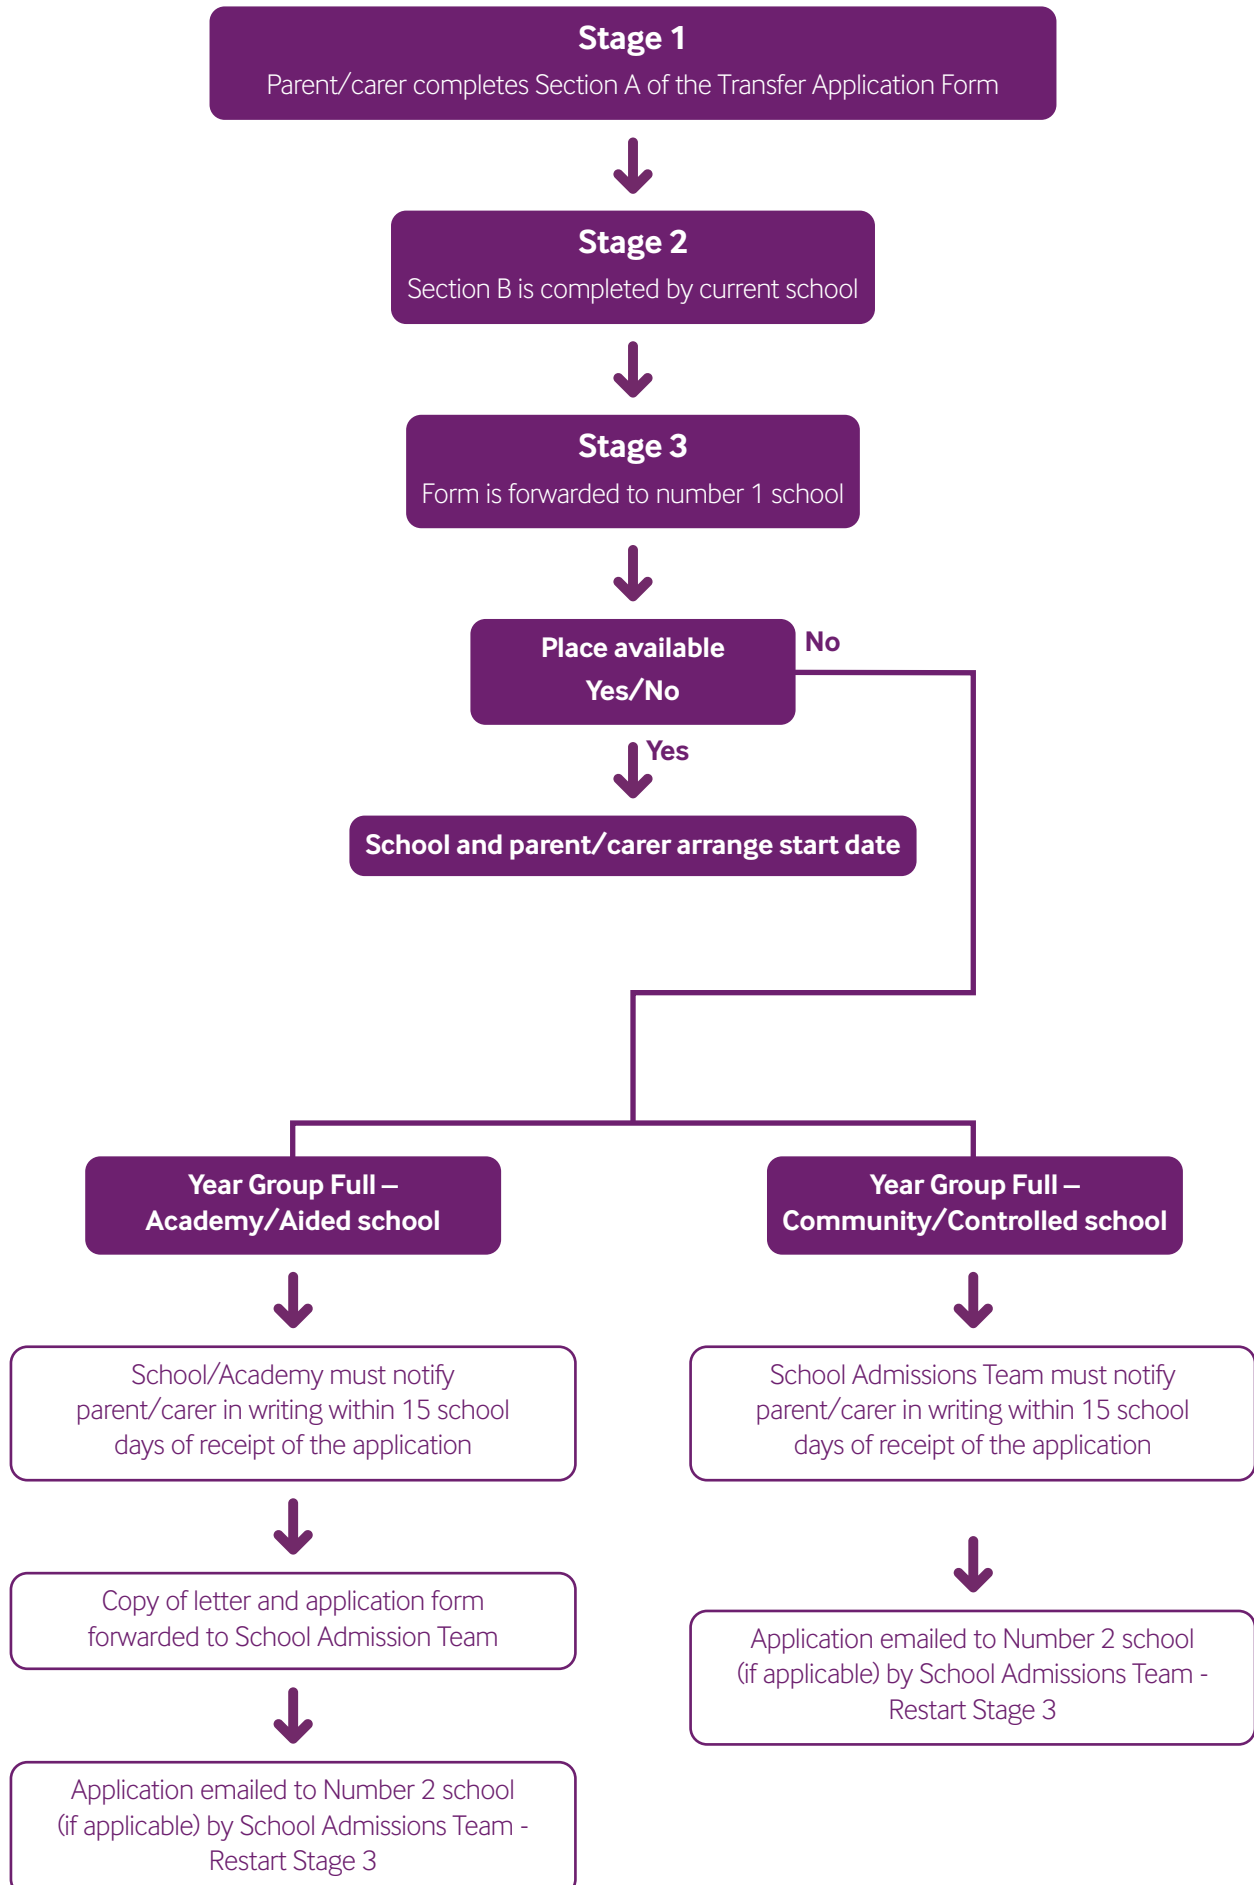 Stage 1
Parent/carer completes Section A of the Transfer Application Form
Stage 2
Section B is completed by current school
Stage 3
Form is forwarded to number 1 school
Place available
Yes/No
No
Yes
School and parent/carer arrange start date
Year Group Full –
Academy/Aided school
School/Academy must notify
parent/carer in writing within 15 school
days of receipt of the application
Copy of letter and application form
forwarded to School Admission Team
Application emailed to Number 2 school
(if applicable) by School Admissions Team -
Restart Stage 3
Year Group Full –
Community/Controlled school
School Admissions Team must notify
parent/carer in writing within 15 school
days of receipt of the application
Application emailed to Number 2 school
(if applicable) by School Admissions Team -
Restart Stage 3